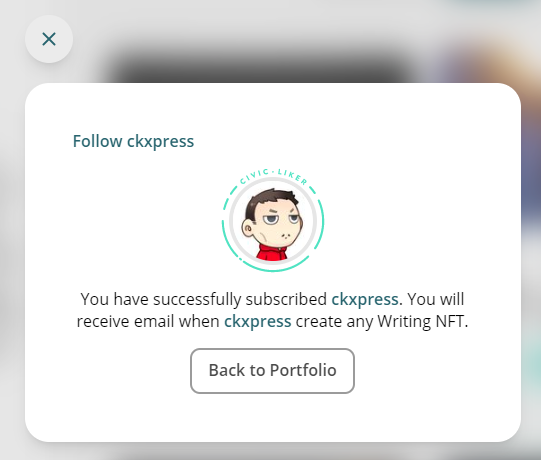 Follow ckxpress
CIVIC · LIKER
You have successfully subscribed ckxpress. You will
receive email when ckxpress create any Writing NFT.
Back to Portfolio